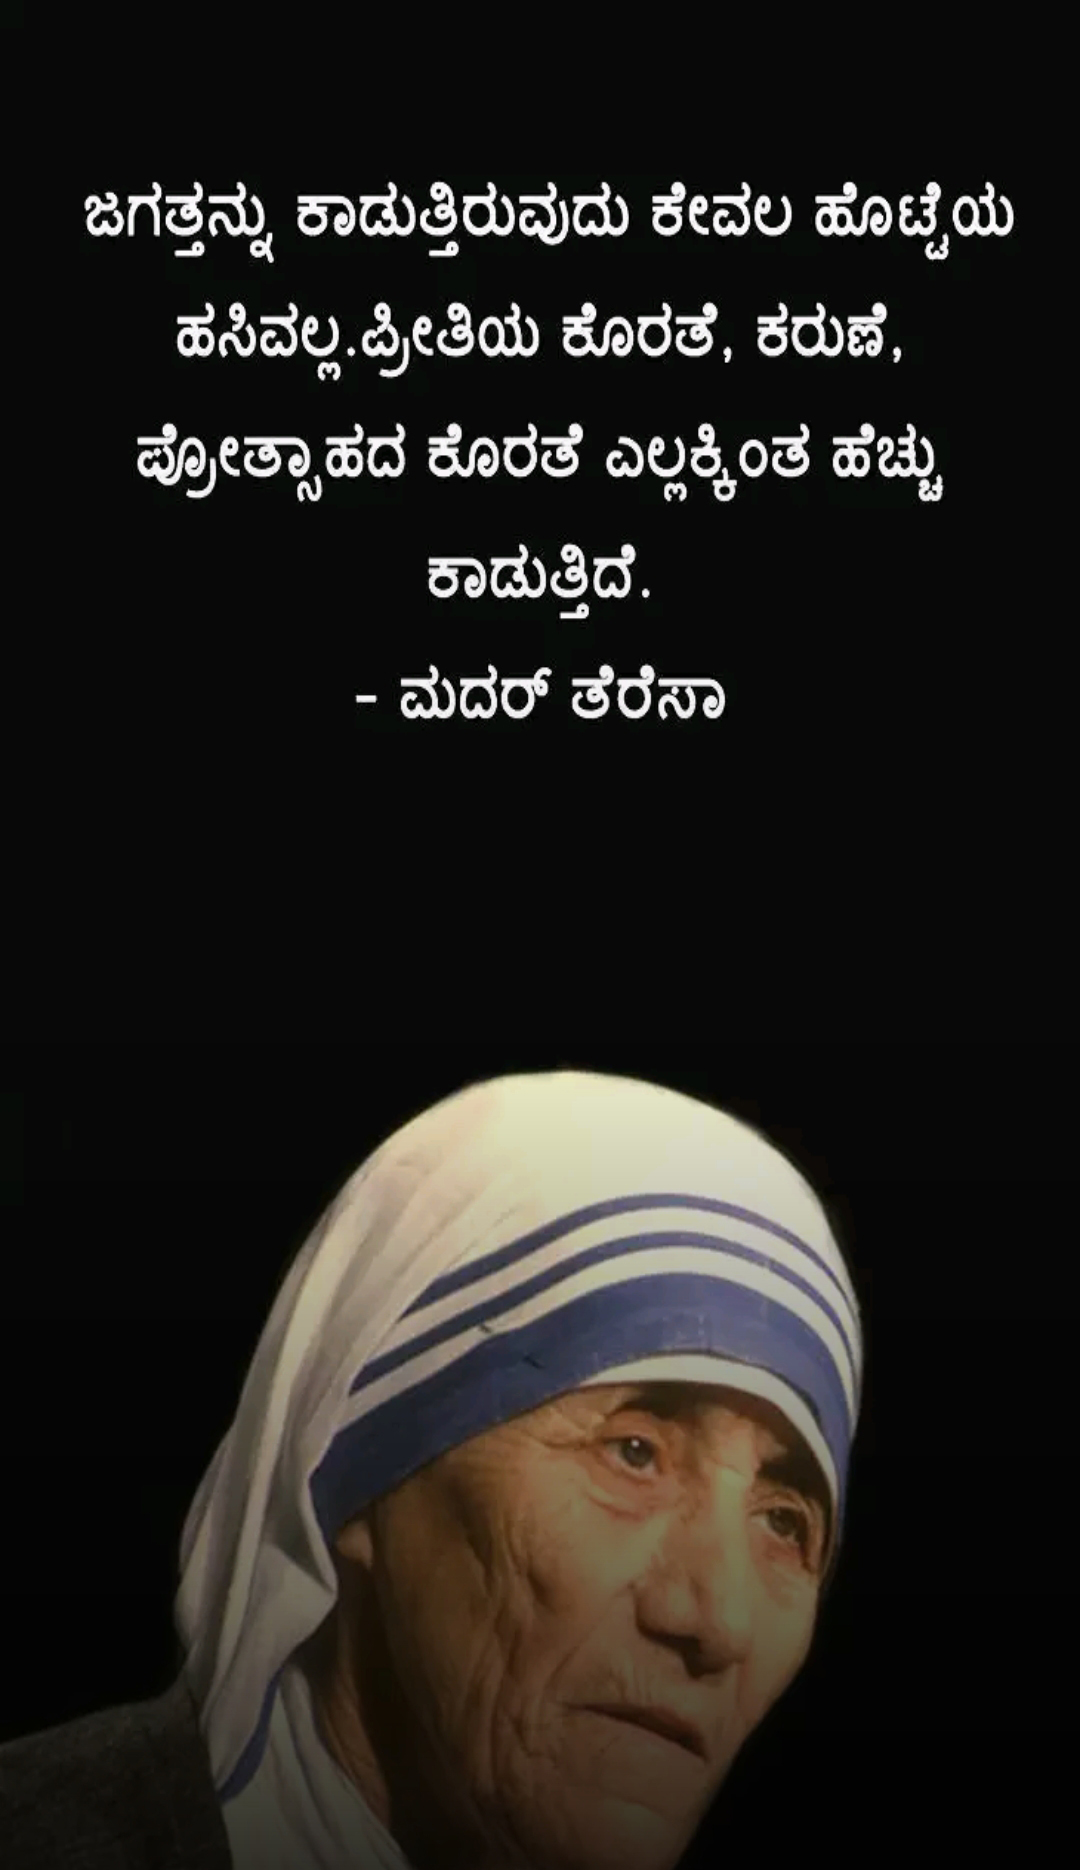 ಜಗತ್ತನ್ನು ಕಾಡುತ್ತಿರುವುದು ಕೇವಲ ಹೊಟ್ಟೆಯ
ಹಸಿವಲ್ಲ.ಪ್ರೀತಿಯ ಕೊರತೆ, ಕರುಣೆ,
ಪ್ರೋತ್ಸಾಹದ ಕೊರತೆ ಎಲ್ಲಕ್ಕಿಂತ ಹೆಚ್ಚು
ಕಾಡುತ್ತಿದೆ.
- ಮದರ್ ತೆರೆಸಾ